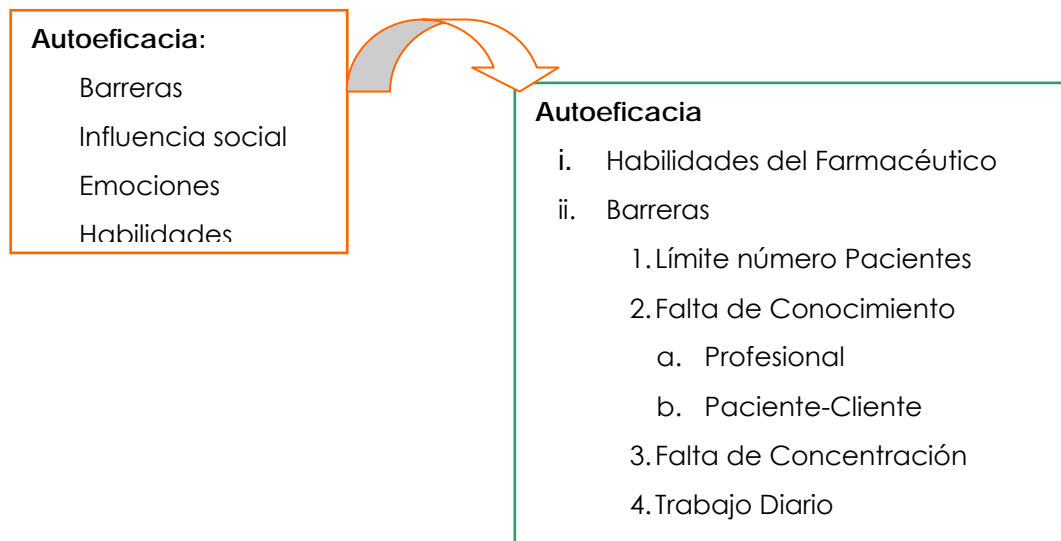 Autoeficacia:
Barreras
Influencia social
Emociones
Habilidades
Autoeficacia
i. Habilidades del Farmacéutico
ii. Barreras
1. Límite número Pacientes
2. Falta de Conocimiento
a. Profesional
b. Paciente-Cliente
3. Falta de Concentración
4. Trabajo Diario